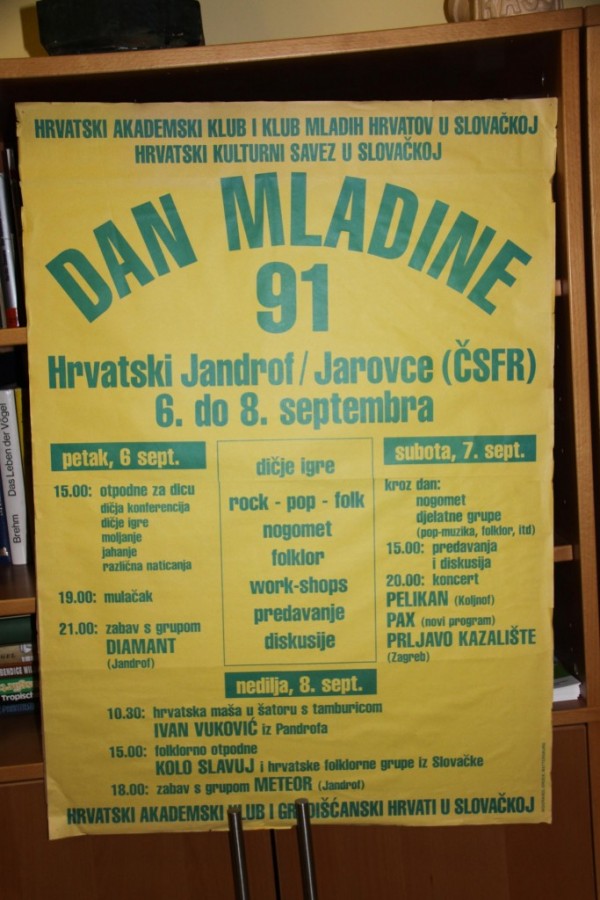 HRVATSKI AKADEMSKI KLUB I KLUB MLADIH HRVATOV U SLOVAČKOJ
HRVATSKI KULTURNI SAVEZ U SLOVAČKOJ
DAN MLADINE
91
Hrvatski Jandrof / Jarovce (ČSFR)
6. do 8. septembra
petak, 6 sept.
15.00: otpodne za dicu
dičja konferencija
dičje igre
moljanje
jahanje
različna naticanja
19.00: mulačak
21.00: zabav s grupom
DIAMANT
(Jandrof)
dičje igre
rock - pop - folk
nogomet
folklor
work-shops
predavanje
diskusije
subota, 7. sept.
kroz dan:
nogomet
djelatne grupe
(pop-muzika, folklor, itd)
15.00: predavanja
i diskusija
20.00: koncert
PELIKAN (Koljnof)
PAX (novi program)
PRLJAVO KAZALIŠTE
(Zagreb)
nedilja, 8. sept.
10.30: hrvatska maša u šatoru s tamburicom
IVAN VUKOVIĆ iz Pandrofa
15.00: folklorno otpodne
KOLO SLAVUJ i hrvatske folklorne grupe iz Slovačke
18.00: zabav s grupom METEOR (Jandrof)
HRVATSKI AKADEMSKI KLUB I GRADIŠĆANSKI HRVATI U SLOVAČKOJ
Das Leben der Vögel
Brehm